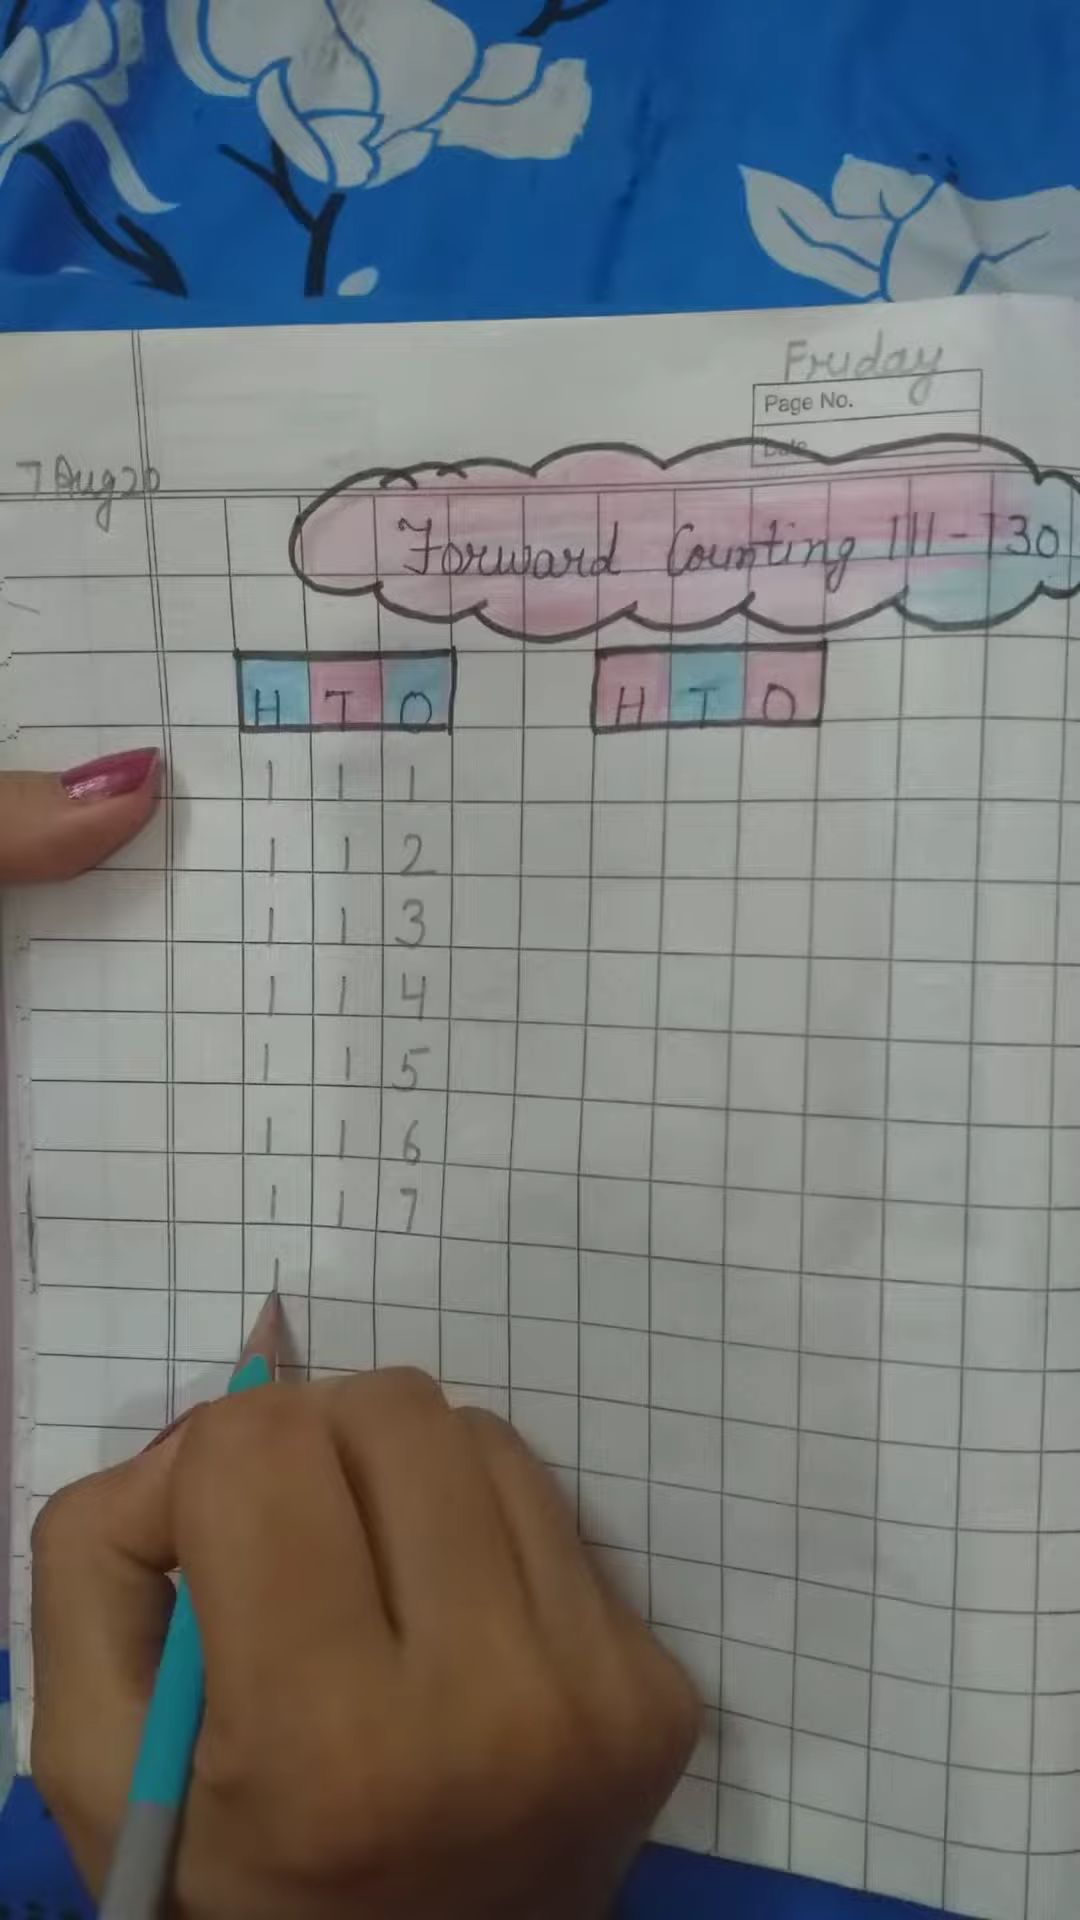 Friday
Page No.
Date
7 Aug 20
Forward Counting 111-130
H T O H T O
1 1 1
1 1 2
1 1 3
1 1 4
1 1 5
1 1 6
1 1 7
1